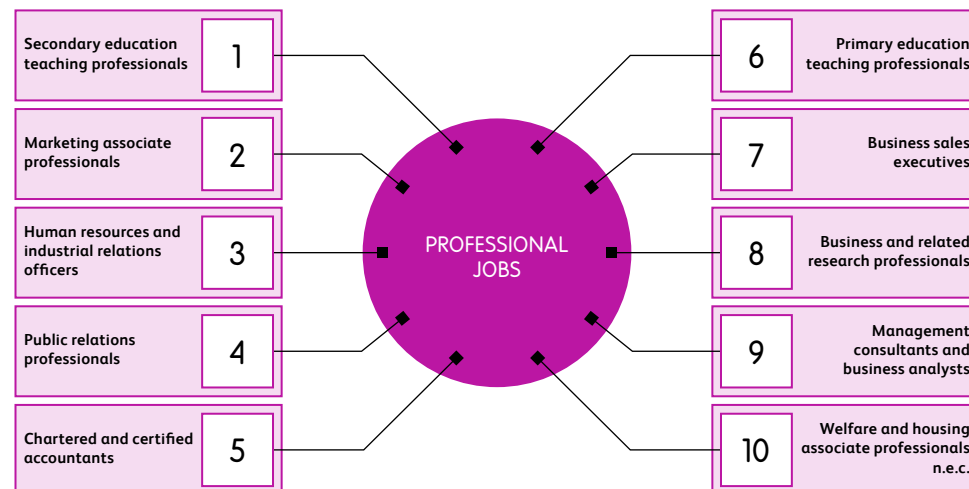 Secondary education
teaching professionals
1
Marketing associate
professionals
2
Human resources and
industrial relations
officers
3
Public relations
professionals
4
Chartered and certified
accountants
5
PROFESSIONAL
JOBS
6
Primary education
teaching professionals
7
Business sales
executives
8
Business and related
research professionals
9
Management
consultants and
business analysts
10
Welfare and housing
associate professionals
n.e.c.